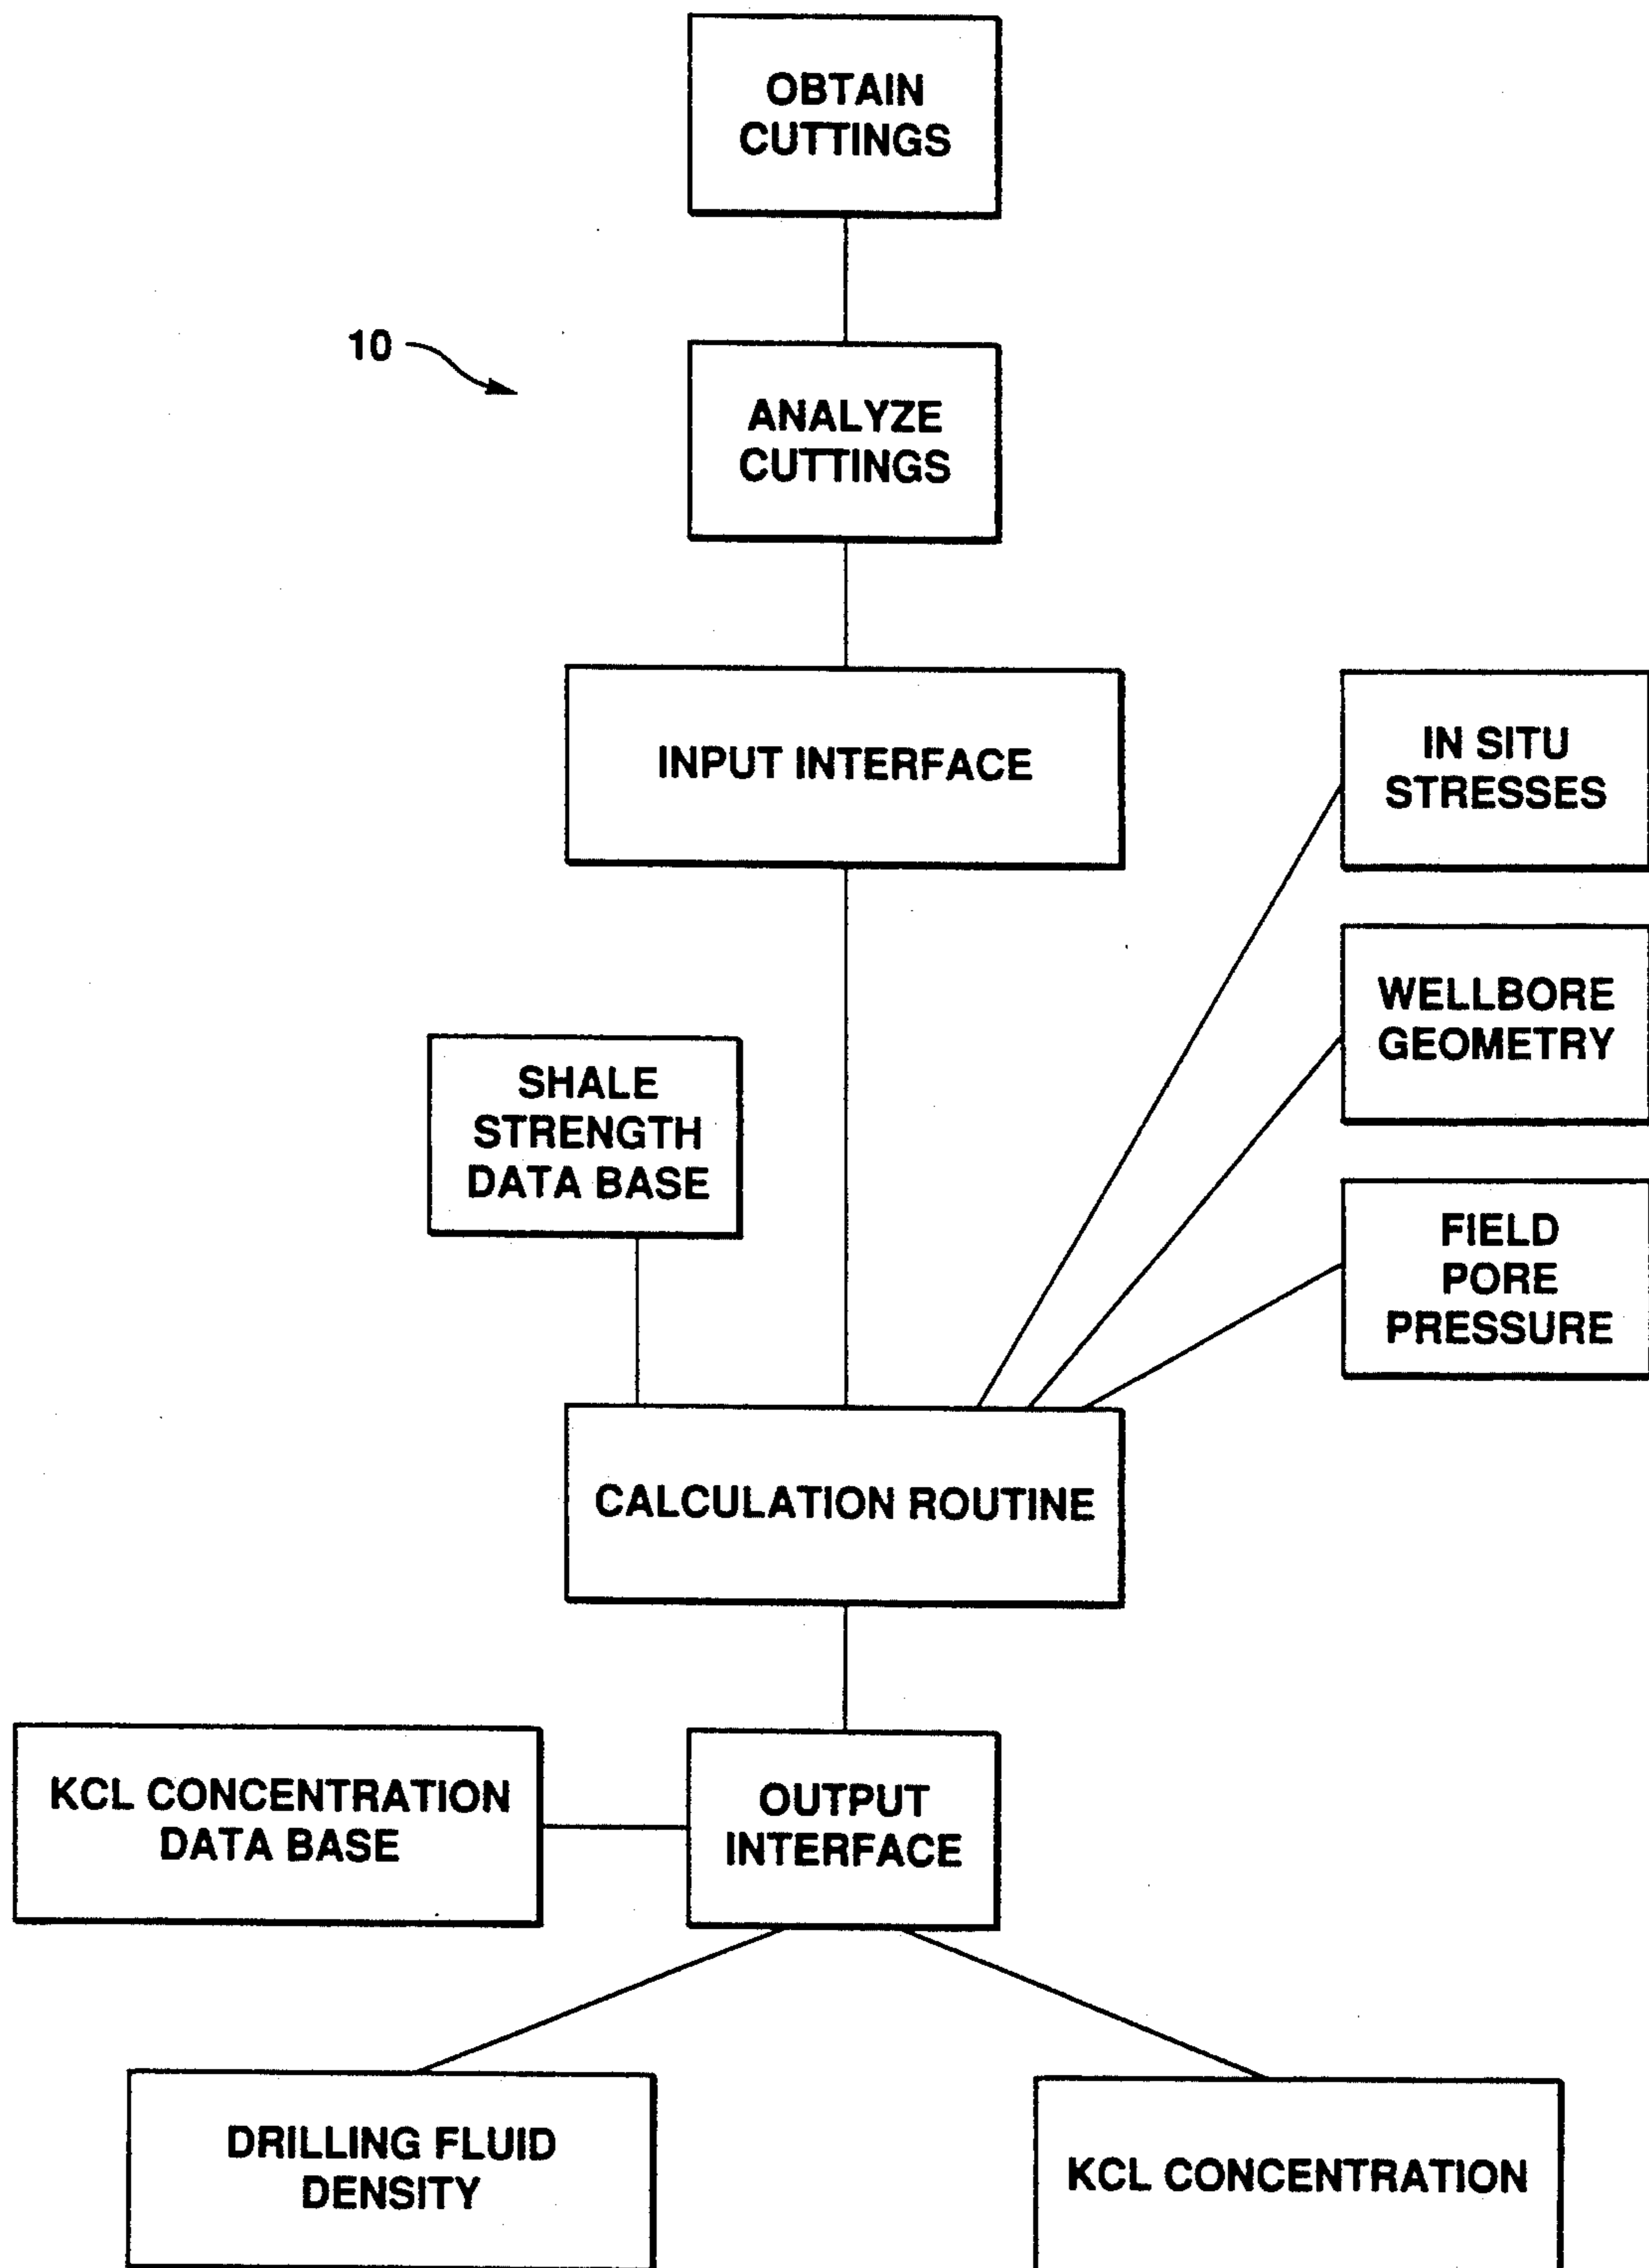 OBTAIN
CUTTINGS
10
ANALYZE
CUTTINGS
INPUT INTERFACE
IN SITU
STRESSES
WELLBORE
GEOMETRY
SHALE
STRENGTH
DATA BASE
FIELD
PORE
PRESSURE
CALCULATION ROUTINE
KCL CONCENTRATION
DATA BASE
OUTPUT
INTERFACE
DRILLING FLUID
DENSITY
KCL CONCENTRATION